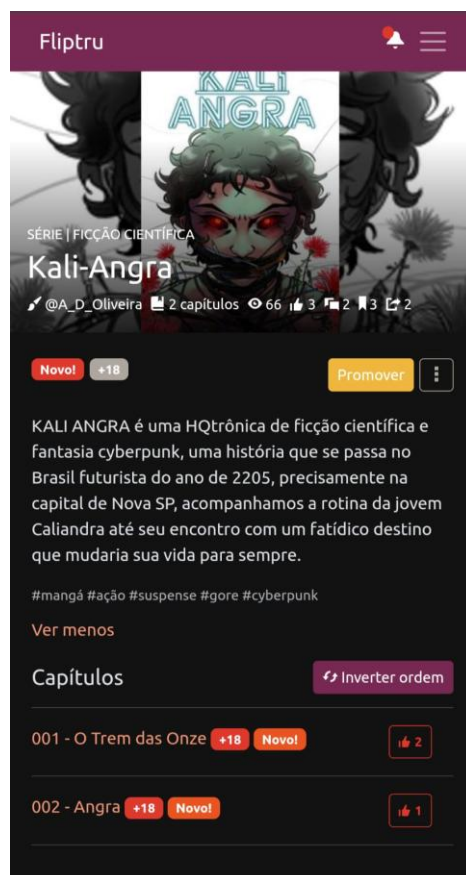 Fliptru
KALI
ANGRA
SÉRIE | FICÇÃO CIENTÍFICA
Kali-Angra
@A_D_Oliveira 2 capítulos 66 3 2 3 2
Novo! +18 Promover
KALI ANGRA é uma HQtrônica de ficção científica e
fantasia cyberpunk, uma história que se passa no
Brasil futurista do ano de 2205, precisamente na
capital de Nova SP, acompanhamos a rotina da jovem
Caliandra até seu encontro com um fatídico destino
que mudaria sua vida para sempre.
#mangá #ação #suspense #gore #cyberpunk
Ver menos
Capítulos Inverter ordem
001 - O Trem das Onze +18 Novo! 2
002 - Angra +18 Novo! 1